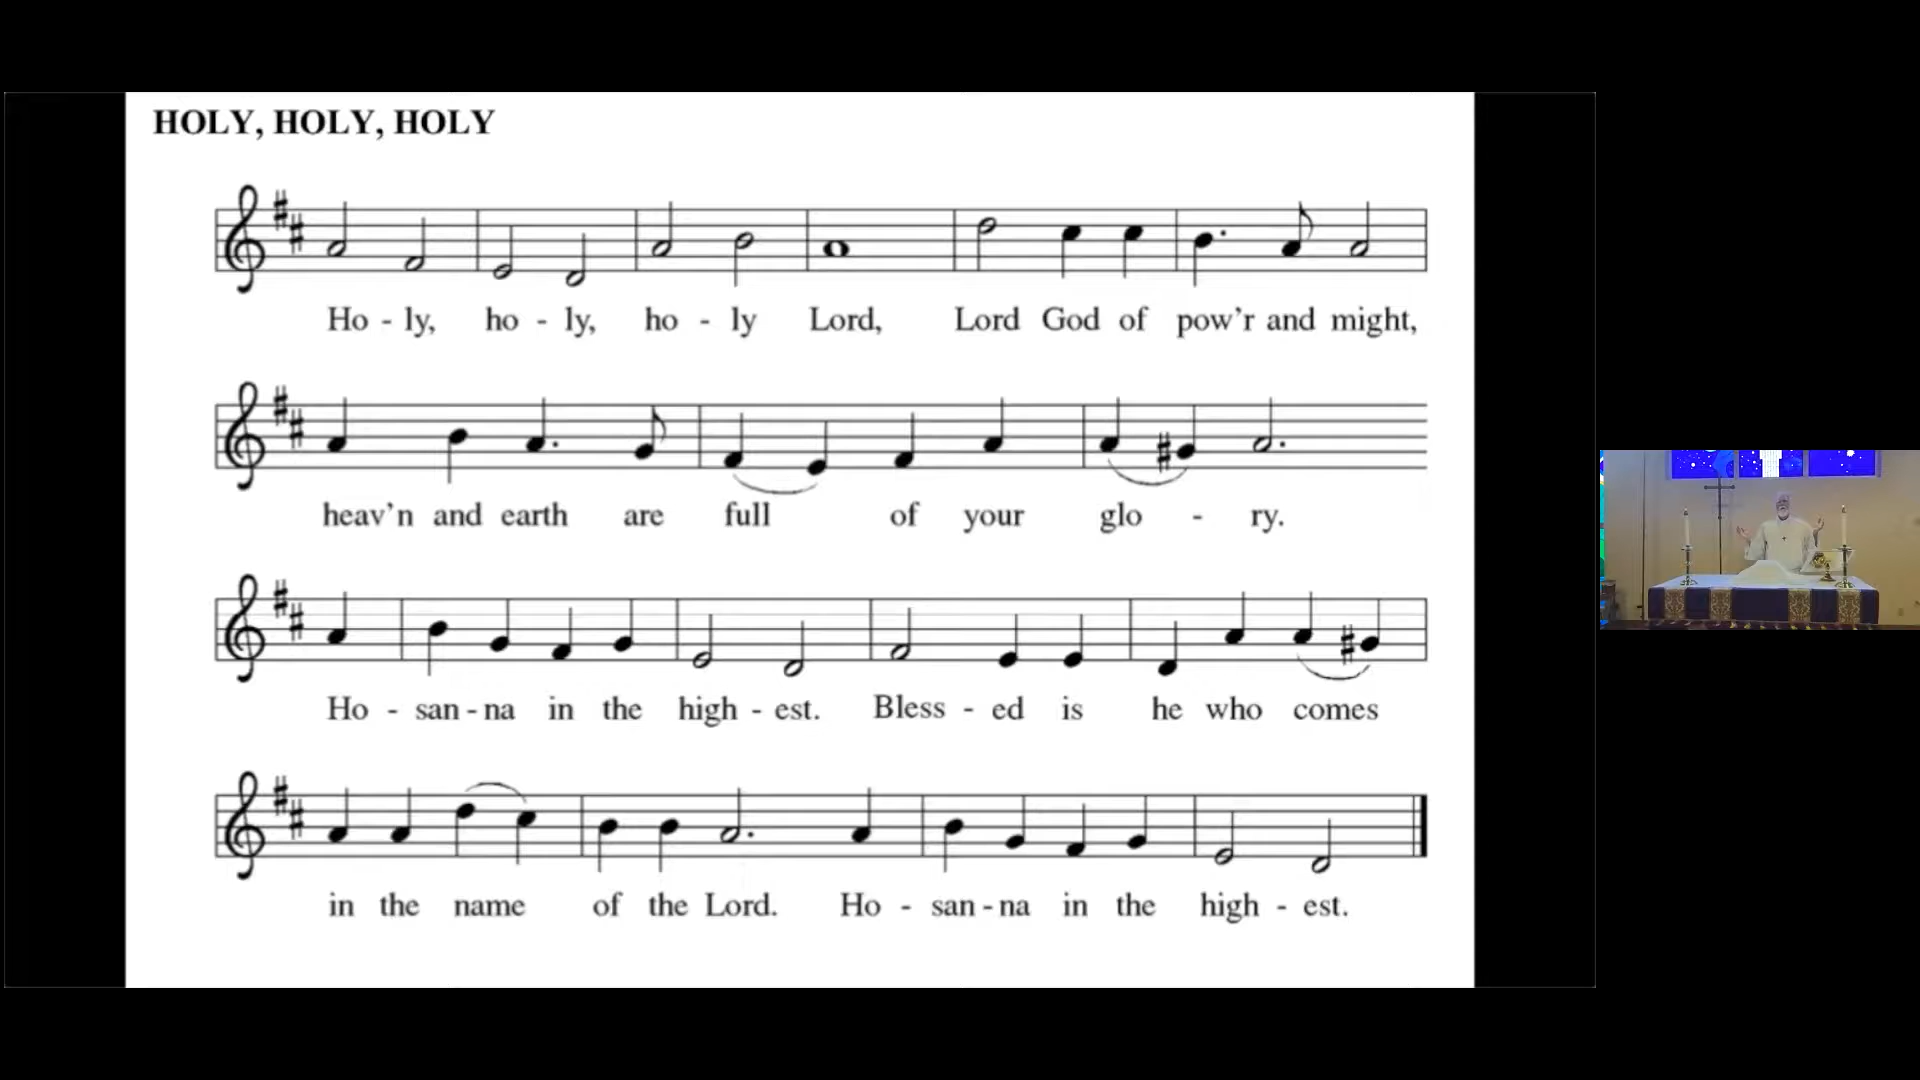 HOLY, HOLY, HOLY
Ho - ly, ho - ly, ho - ly Lord, Lord God of pow’r and might,
heav’n and earth are full of your glo - ry.
Ho - san - na in the high - est. Bless - ed is he who comes
in the name of the Lord. Ho - san - na in the high - est.